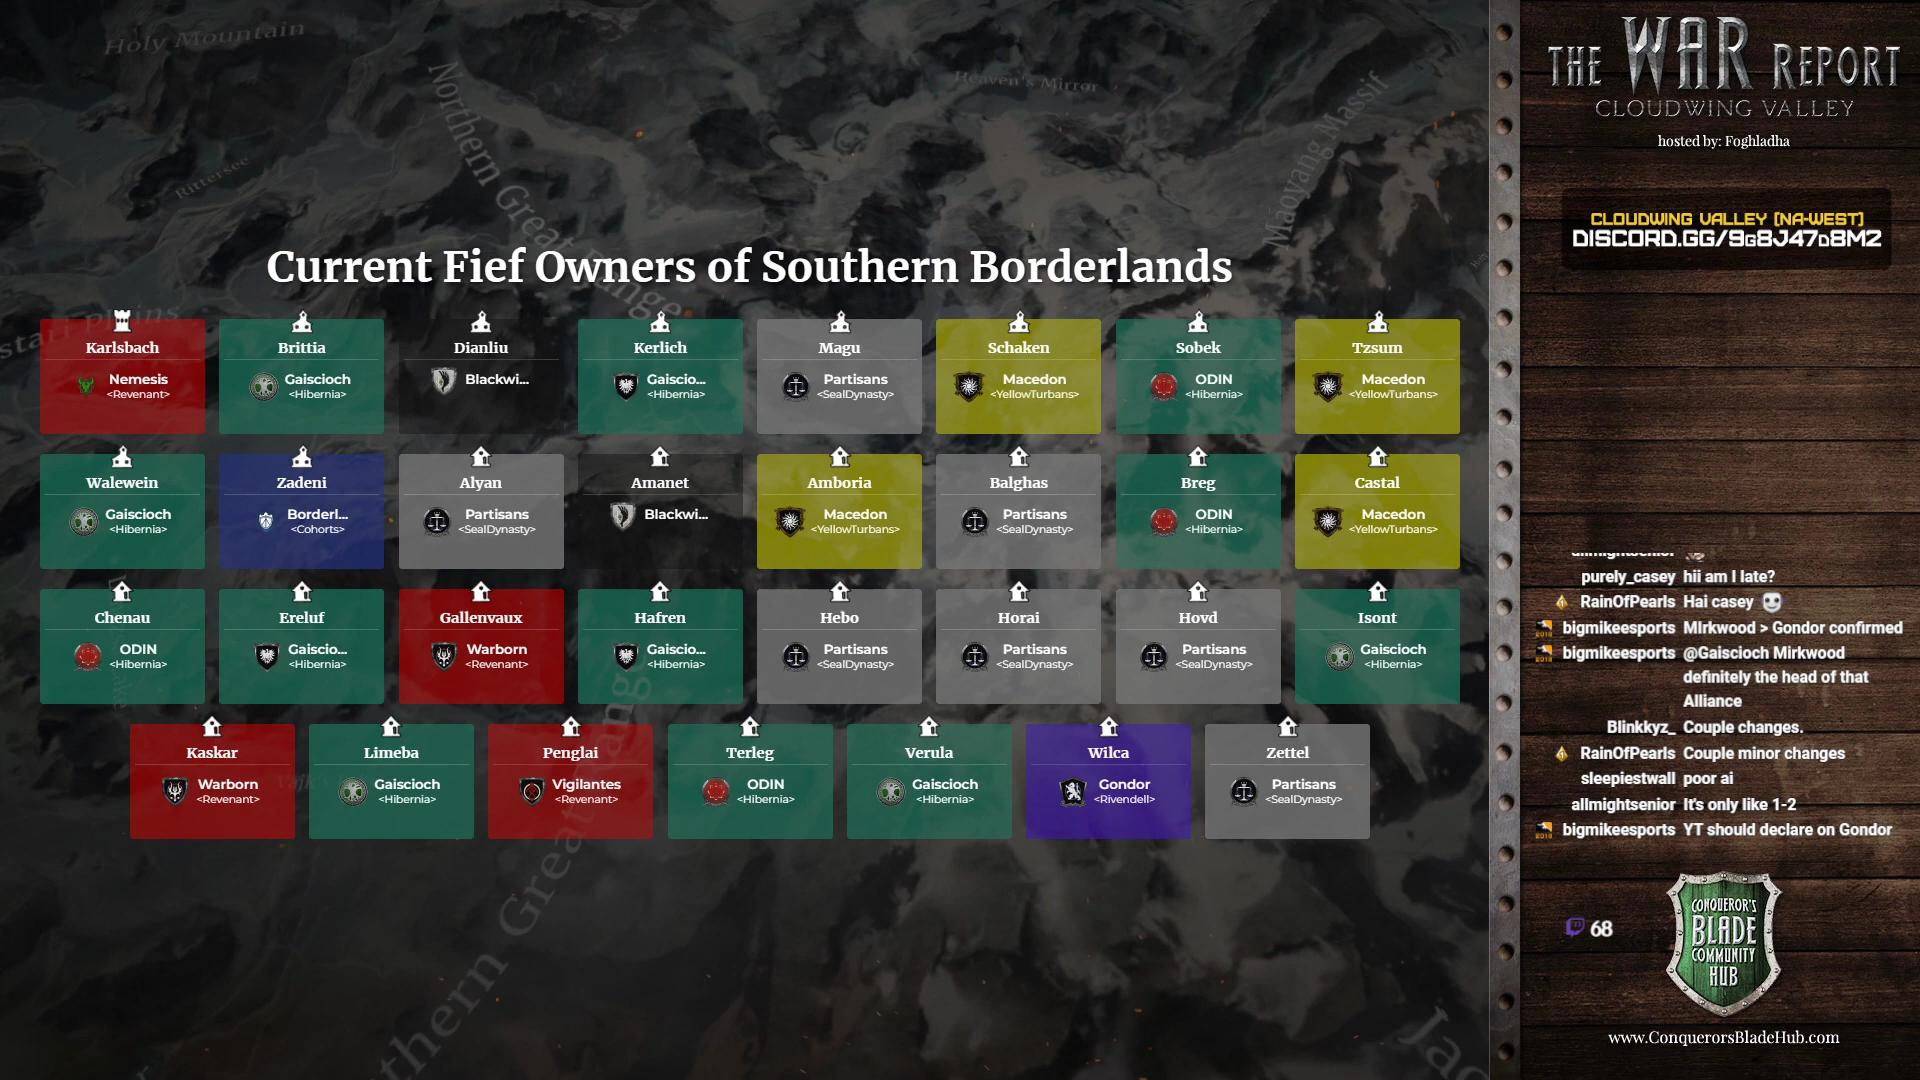 Holy Mountain
Northern Great Range
Heaven's Mirror
Maoyang Massif
Rittersee
Current Fief Owners of Southern Borderlands
Karlsbach
Nemesis
<Revenant>
Brittia
Gaiscioch
<Hibernia>
Dianliu
Blackwi...
Kerlich
Gaiscio...
<Hibernia>
Magu
Partisans
<SealDynasty>
Schaken
Macedon
<YellowTurbans>
Sobek
ODIN
<Hibernia>
Tzsum
Macedon
<YellowTurbans>
Walewein
Gaiscioch
<Hibernia>
Zadeni
Borderl...
<Cohorts>
Alyan
Partisans
<SealDynasty>
Amanet
Blackwi...
Amboria
Macedon
<YellowTurbans>
Balghas
Partisans
<SealDynasty>
Breg
ODIN
<Hibernia>
Castal
Macedon
<YellowTurbans>
Chenau
ODIN
<Hibernia>
Ereluf
Gaiscio...
<Hibernia>
Gallenvaux
Warborn
<Revenant>
Hafren
Gaiscio...
<Hibernia>
Hebo
Partisans
<SealDynasty>
Horai
Partisans
<SealDynasty>
Hovd
Partisans
<SealDynasty>
Isont
Gaiscioch
<Hibernia>
Kaskar
Warborn
<Revenant>
Limeba
Gaiscioch
<Hibernia>
Penglai
Vigilantes
<Revenant>
Terleg
ODIN
<Hibernia>
Verula
Gaiscioch
<Hibernia>
Wilca
Gondor
<Rivendell>
Zettel
Partisans
<SealDynasty>
THE WAR REPORT
CLOUDWING VALLEY
hosted by: Foghladha
CLOUDWING VALLEY [NA-WEST]
DISCORD.GG/9G8J47D8M2
allmightsenior
purely_casey hii am I late?
RainOfPearls Hai casey
bigmikeesports MIrkwood > Gondor confirmed
bigmikeesports @Gaiscioch Mirkwood
definitely the head of that
Alliance
Blinkkyz_ Couple changes.
RainOfPearls Couple minor changes
sleepiestwall poor ai
allmightsenior It's only like 1-2
bigmikeesports YT should declare on Gondor
68
CONQUEROR'S
BLADE
COMMUNITY
HUB
www.ConquerorsBladeHub.com